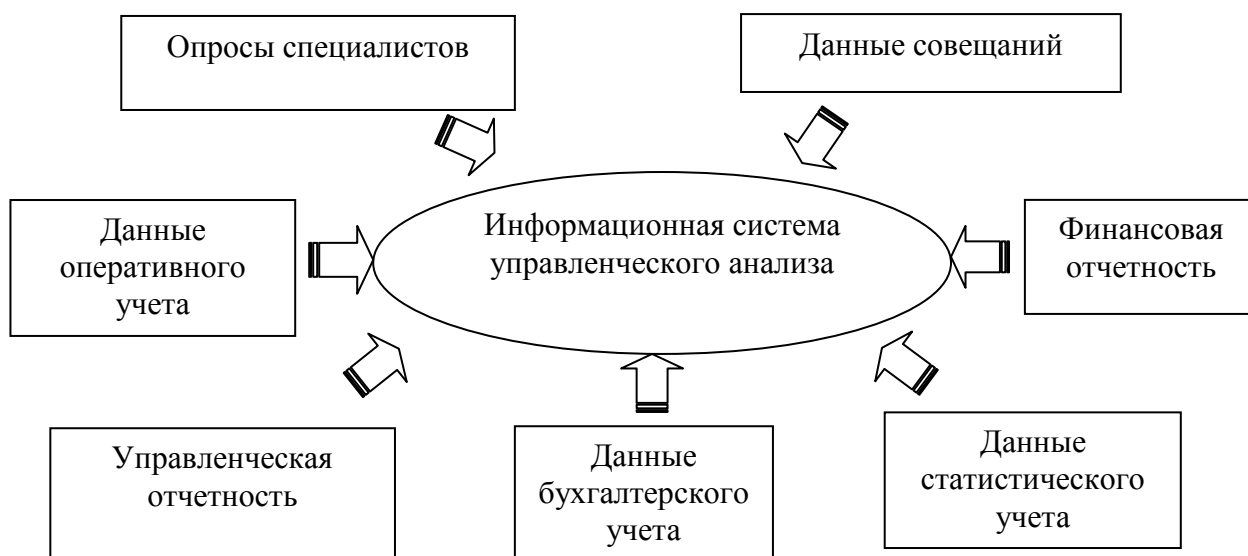 Опросы специалистов
Данные совещаний
Информационная система
управленческого анализа
Данные
оперативного
учета
Финансовая
отчетность
Управленческая
отчетность
Данные
бухгалтерского
учета
Данные
статистического
учета